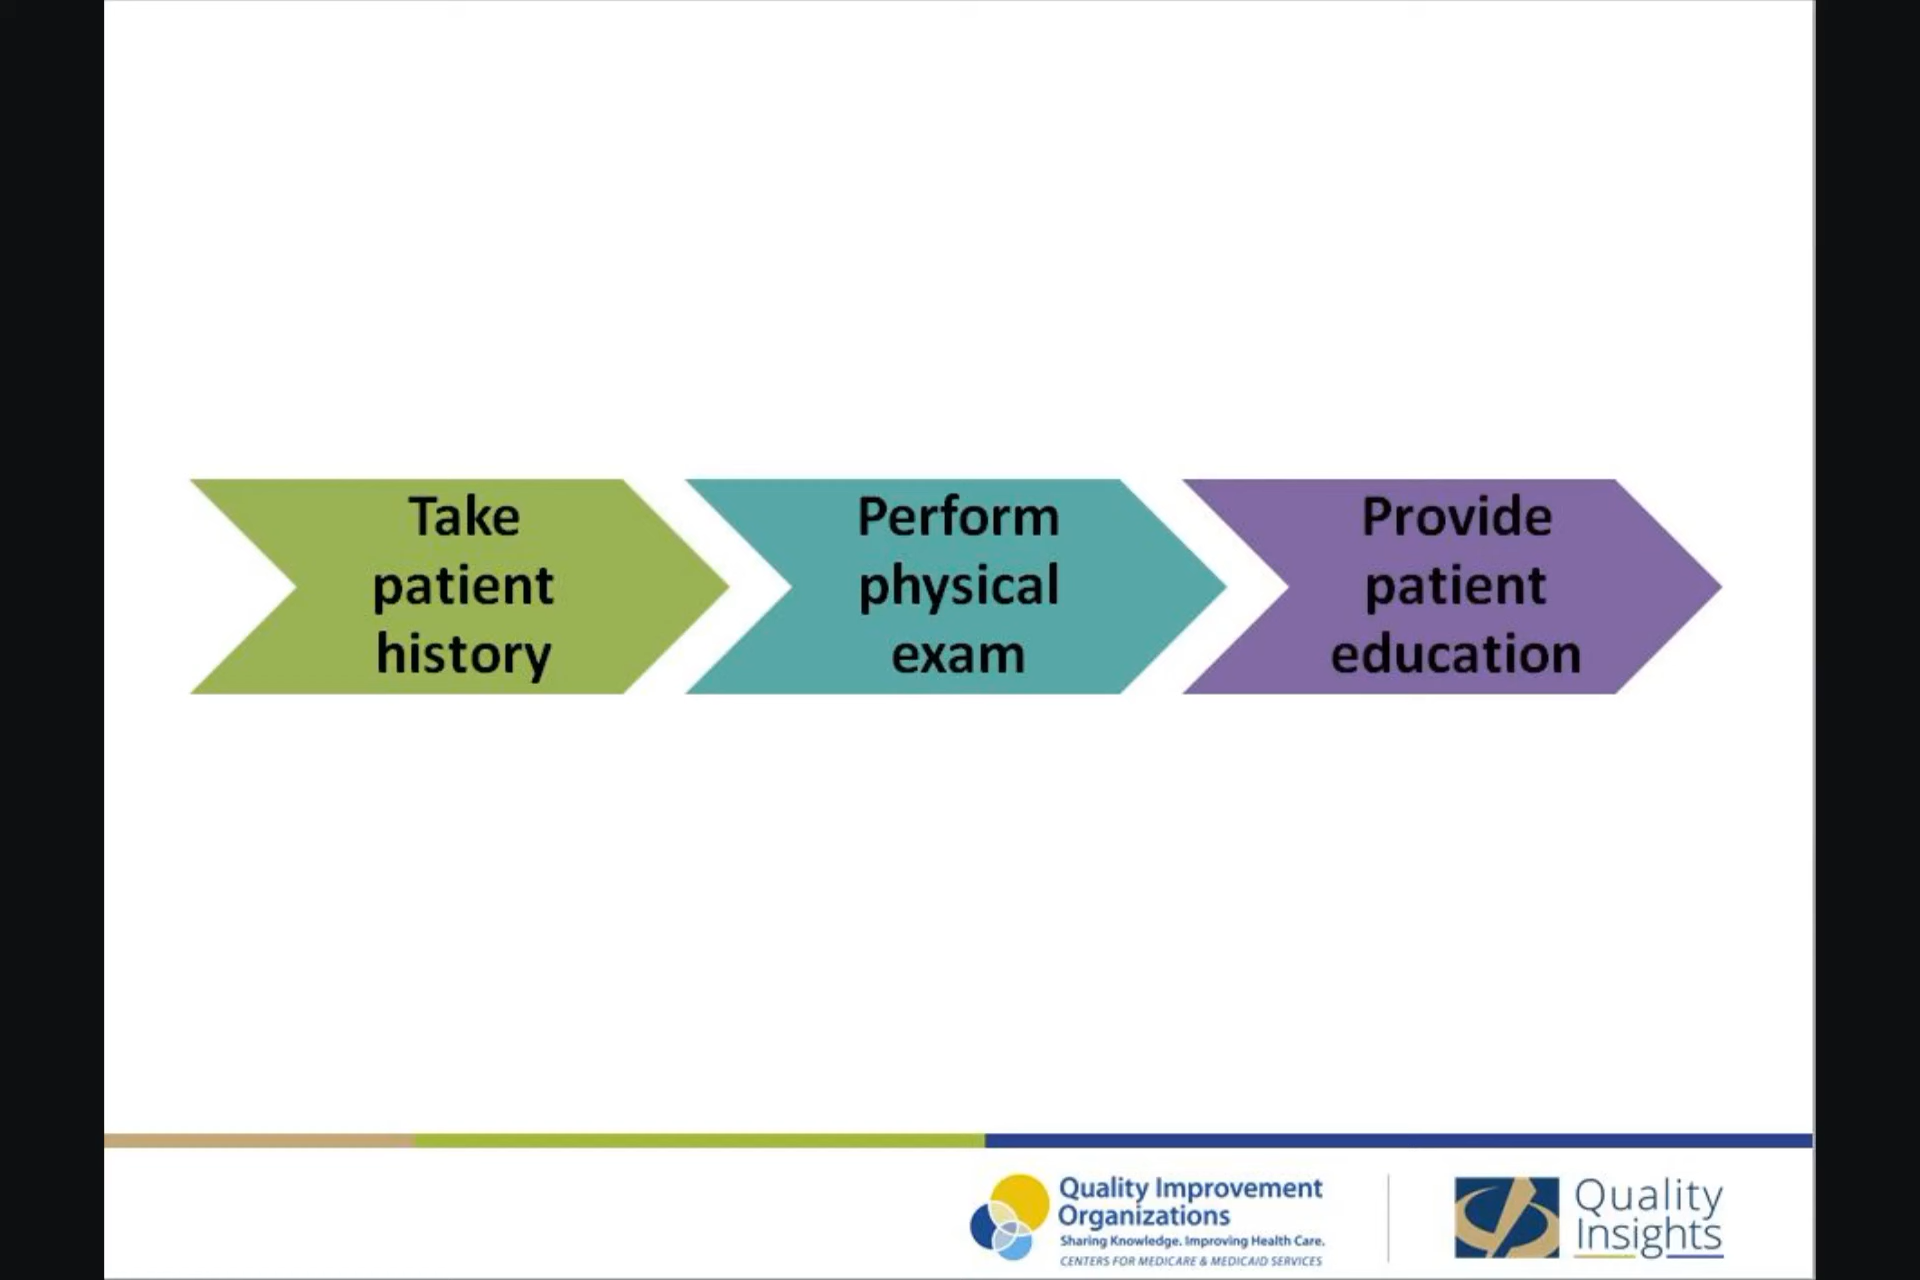 Take
patient
history
Perform
physical
exam
Provide
patient
education
Quality Improvement
Organizations
Sharing Knowledge. Improving Health Care.
CENTERS FOR MEDICARE & MEDICAID SERVICES
Quality
Insights